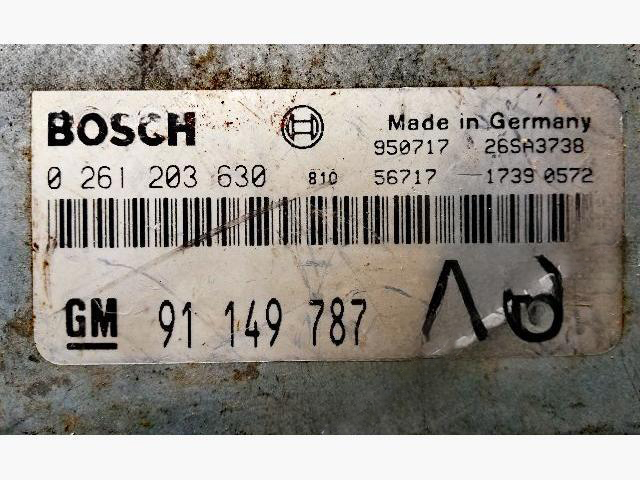 BOSCH Made in Germany
950717 26SA3738
0 261 203 630 810 56717 1739 0572
GM 91 149 787